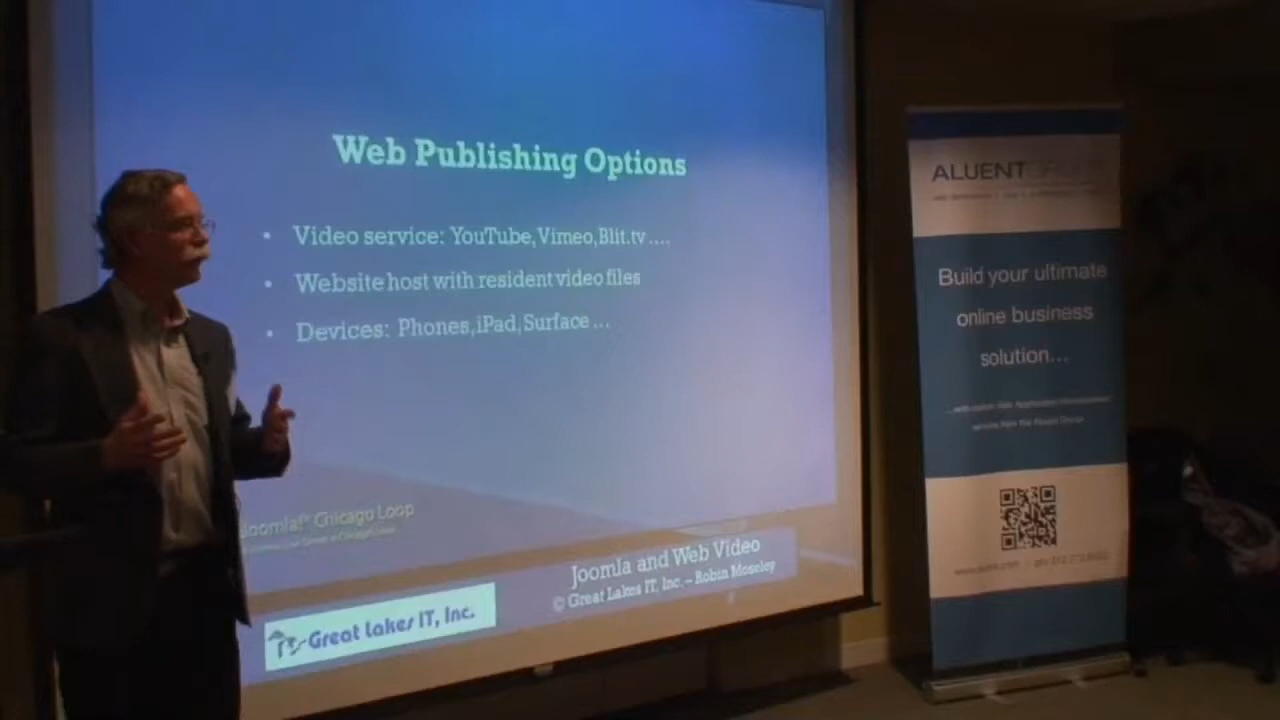 Web Publishing Options
• Video service: YouTube,Vimeo,Blit.tv ....
• Website host with resident video files
• Devices: Phones,iPad,Surface ...
Joomla!® Chicago Loop
Joomla and Web Video
© Great Lakes IT, Inc. – Robin Moseley
Great Lakes IT, Inc.
ALUENT
Build your ultimate
online business
solution...